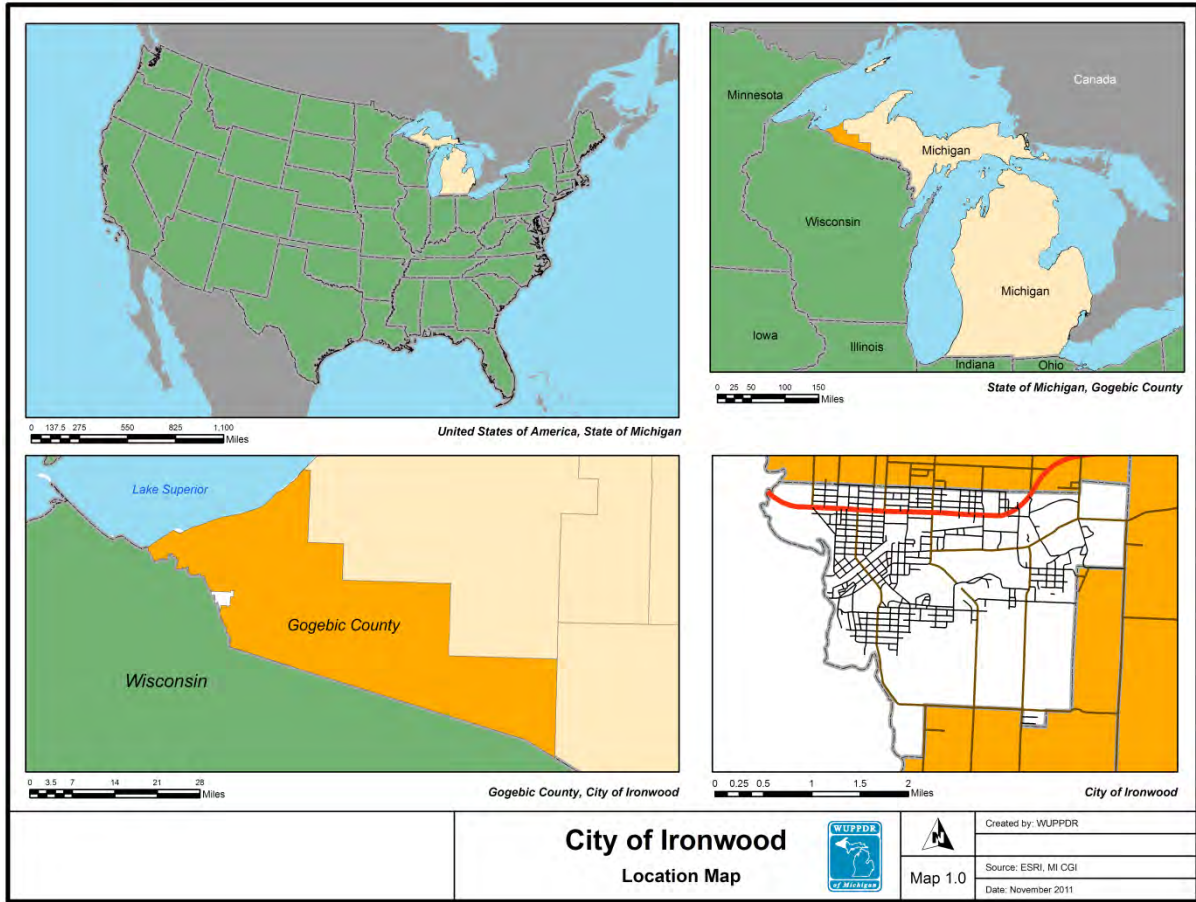 0 137.5 275 550 825 1,100
Miles
United States of America, State of Michigan
Canada
Minnesota
Michigan
Wisconsin
Michigan
Iowa
Illinois
Indiana
Ohio
0 25 50 100 150
Miles
State of Michigan, Gogebic County
Lake Superior
Gogebic County
Wisconsin
0 3.5 7 14 21 28
Miles
Gogebic County, City of Ironwood
0 0.25 0.5 1 1.5 2
Miles
City of Ironwood
City of Ironwood
Location Map
WUPPDR
of Michigan
N
Map 1.0
Created by: WUPPDR
Source: ESRI, MI CGI
Date: November 2011